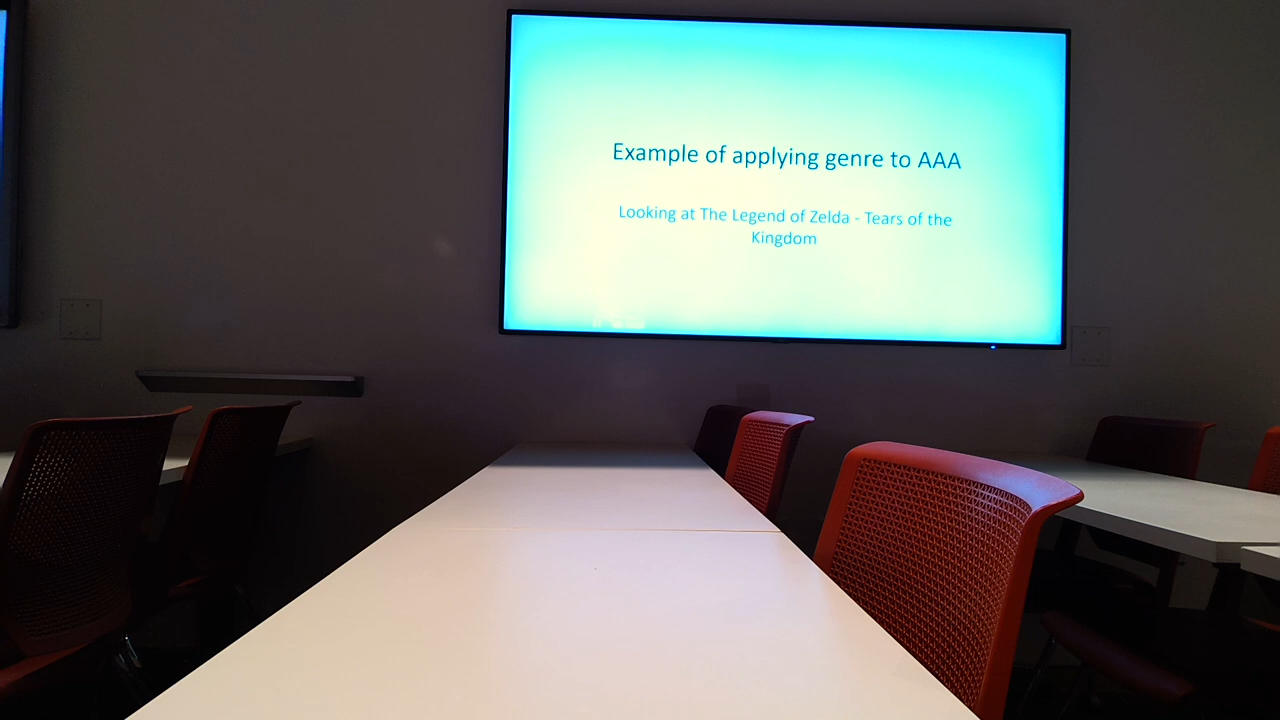 Example of applying genre to AAA
Looking at The Legend of Zelda - Tears of the
Kingdom